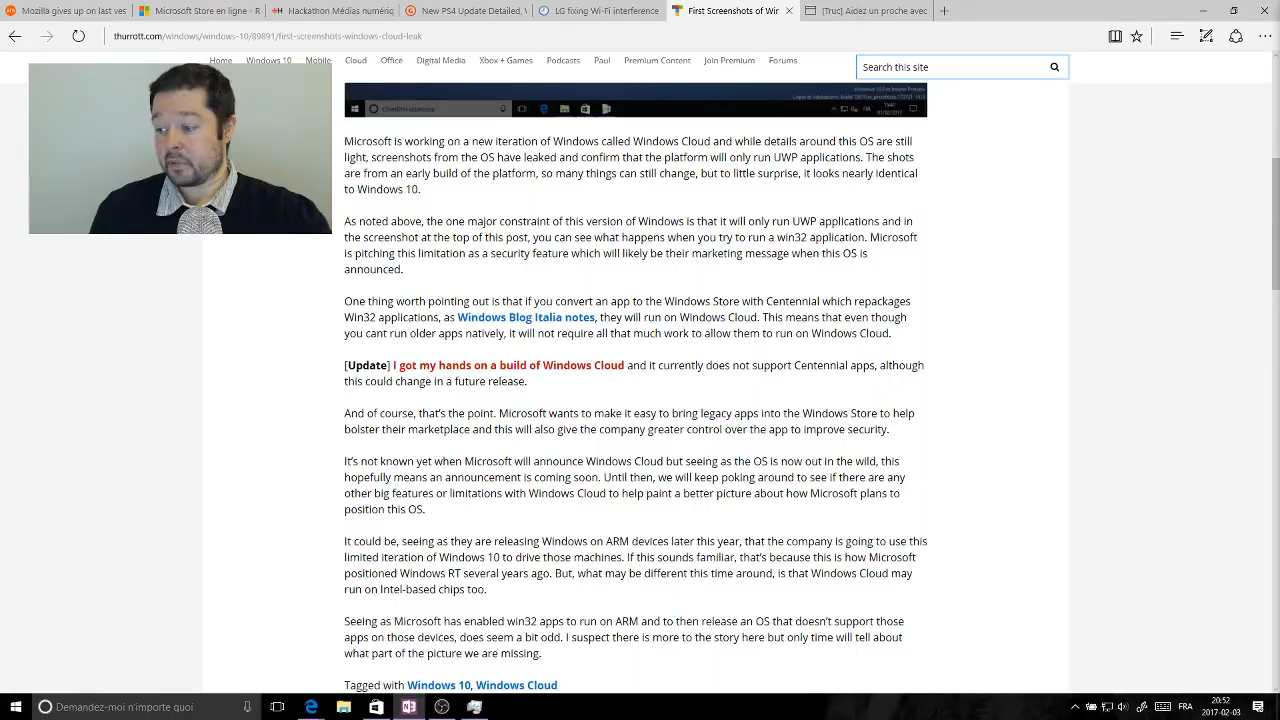 Mozilla gives up on last ves
Microsoft Store en ligne - R
Hackathon Médias numériq
New PS4 Update Detailed, \
LG fixing Wi-Fi interference
First Screenshots of Wir
[Truc] Aidez un proche avec
thurrott.com/windows/windows-10/89891/first-screenshots-windows-cloud-leak
Home Windows 10 Mobile Cloud Office Digital Media Xbox + Games Podcasts Paul Premium Content Join Premium Forums
Search this site
Microsoft is working on a new iteration of Windows called Windows Cloud and while details around this OS are still
light, screenshots from the OS have leaked and confirm that the platform will only run UWP applications. The shots
are from an early build of the platform, so many things can still change, but to little surprise, it looks nearly identical
to Windows 10.
As noted above, the one major constraint of this version of Windows is that it will only run UWP applications and in
the screenshot at the top of this post, you can see what happens when you try to run a win32 application. Microsoft
is pitching this limitation as a security feature which will likely be their marketing message when this OS is
announced.
One thing worth pointing out is that if you convert an app to the Windows Store with Centennial which repackages
Win32 applications, as Windows Blog Italia notes, they will run on Windows Cloud. This means that even though
you cant run older apps natively, it will not require all that much work to allow them to run on Windows Cloud.
[Update] I got my hands on a build of Windows Cloud and it currently does not support Centennial apps, although
this could change in a future release.
And of course, that's the point. Microsoft wants to make it easy to bring legacy apps into the Windows Store to help
bolster their marketplace and this will also give the company greater control over the app to improve security.
It's not known yet when Microsoft will announce Windows Cloud but seeing as the OS is now out in the wild, this
hopefully means an announcement is coming soon. Until then, we will keep poking around to see if there are any
other big features or limitations with Windows Cloud to help paint a better picture about how Microsoft plans to
position this OS.
It could be, seeing as they are releasing Windows on ARM devices later this year, that the company is going to use this
limited iteration of Windows 10 to drive those machines. If this sounds familiar, that's because this is how Microsoft
positioned Windows RT several years ago. But, what may be different this time around, is that Windows Cloud may
run on Intel-based chips too.
Seeing as Microsoft has enabled win32 apps to run on ARM and to then release an OS that doesn't support those
apps on those devices, does seem a bit odd. I suspect there is more to the story here but only time will tell about
what part of the picture we are missing.
Tagged with Windows 10, Windows Cloud
Demandez-moi n'importe quoi
FRA
20:52
2017-02-03